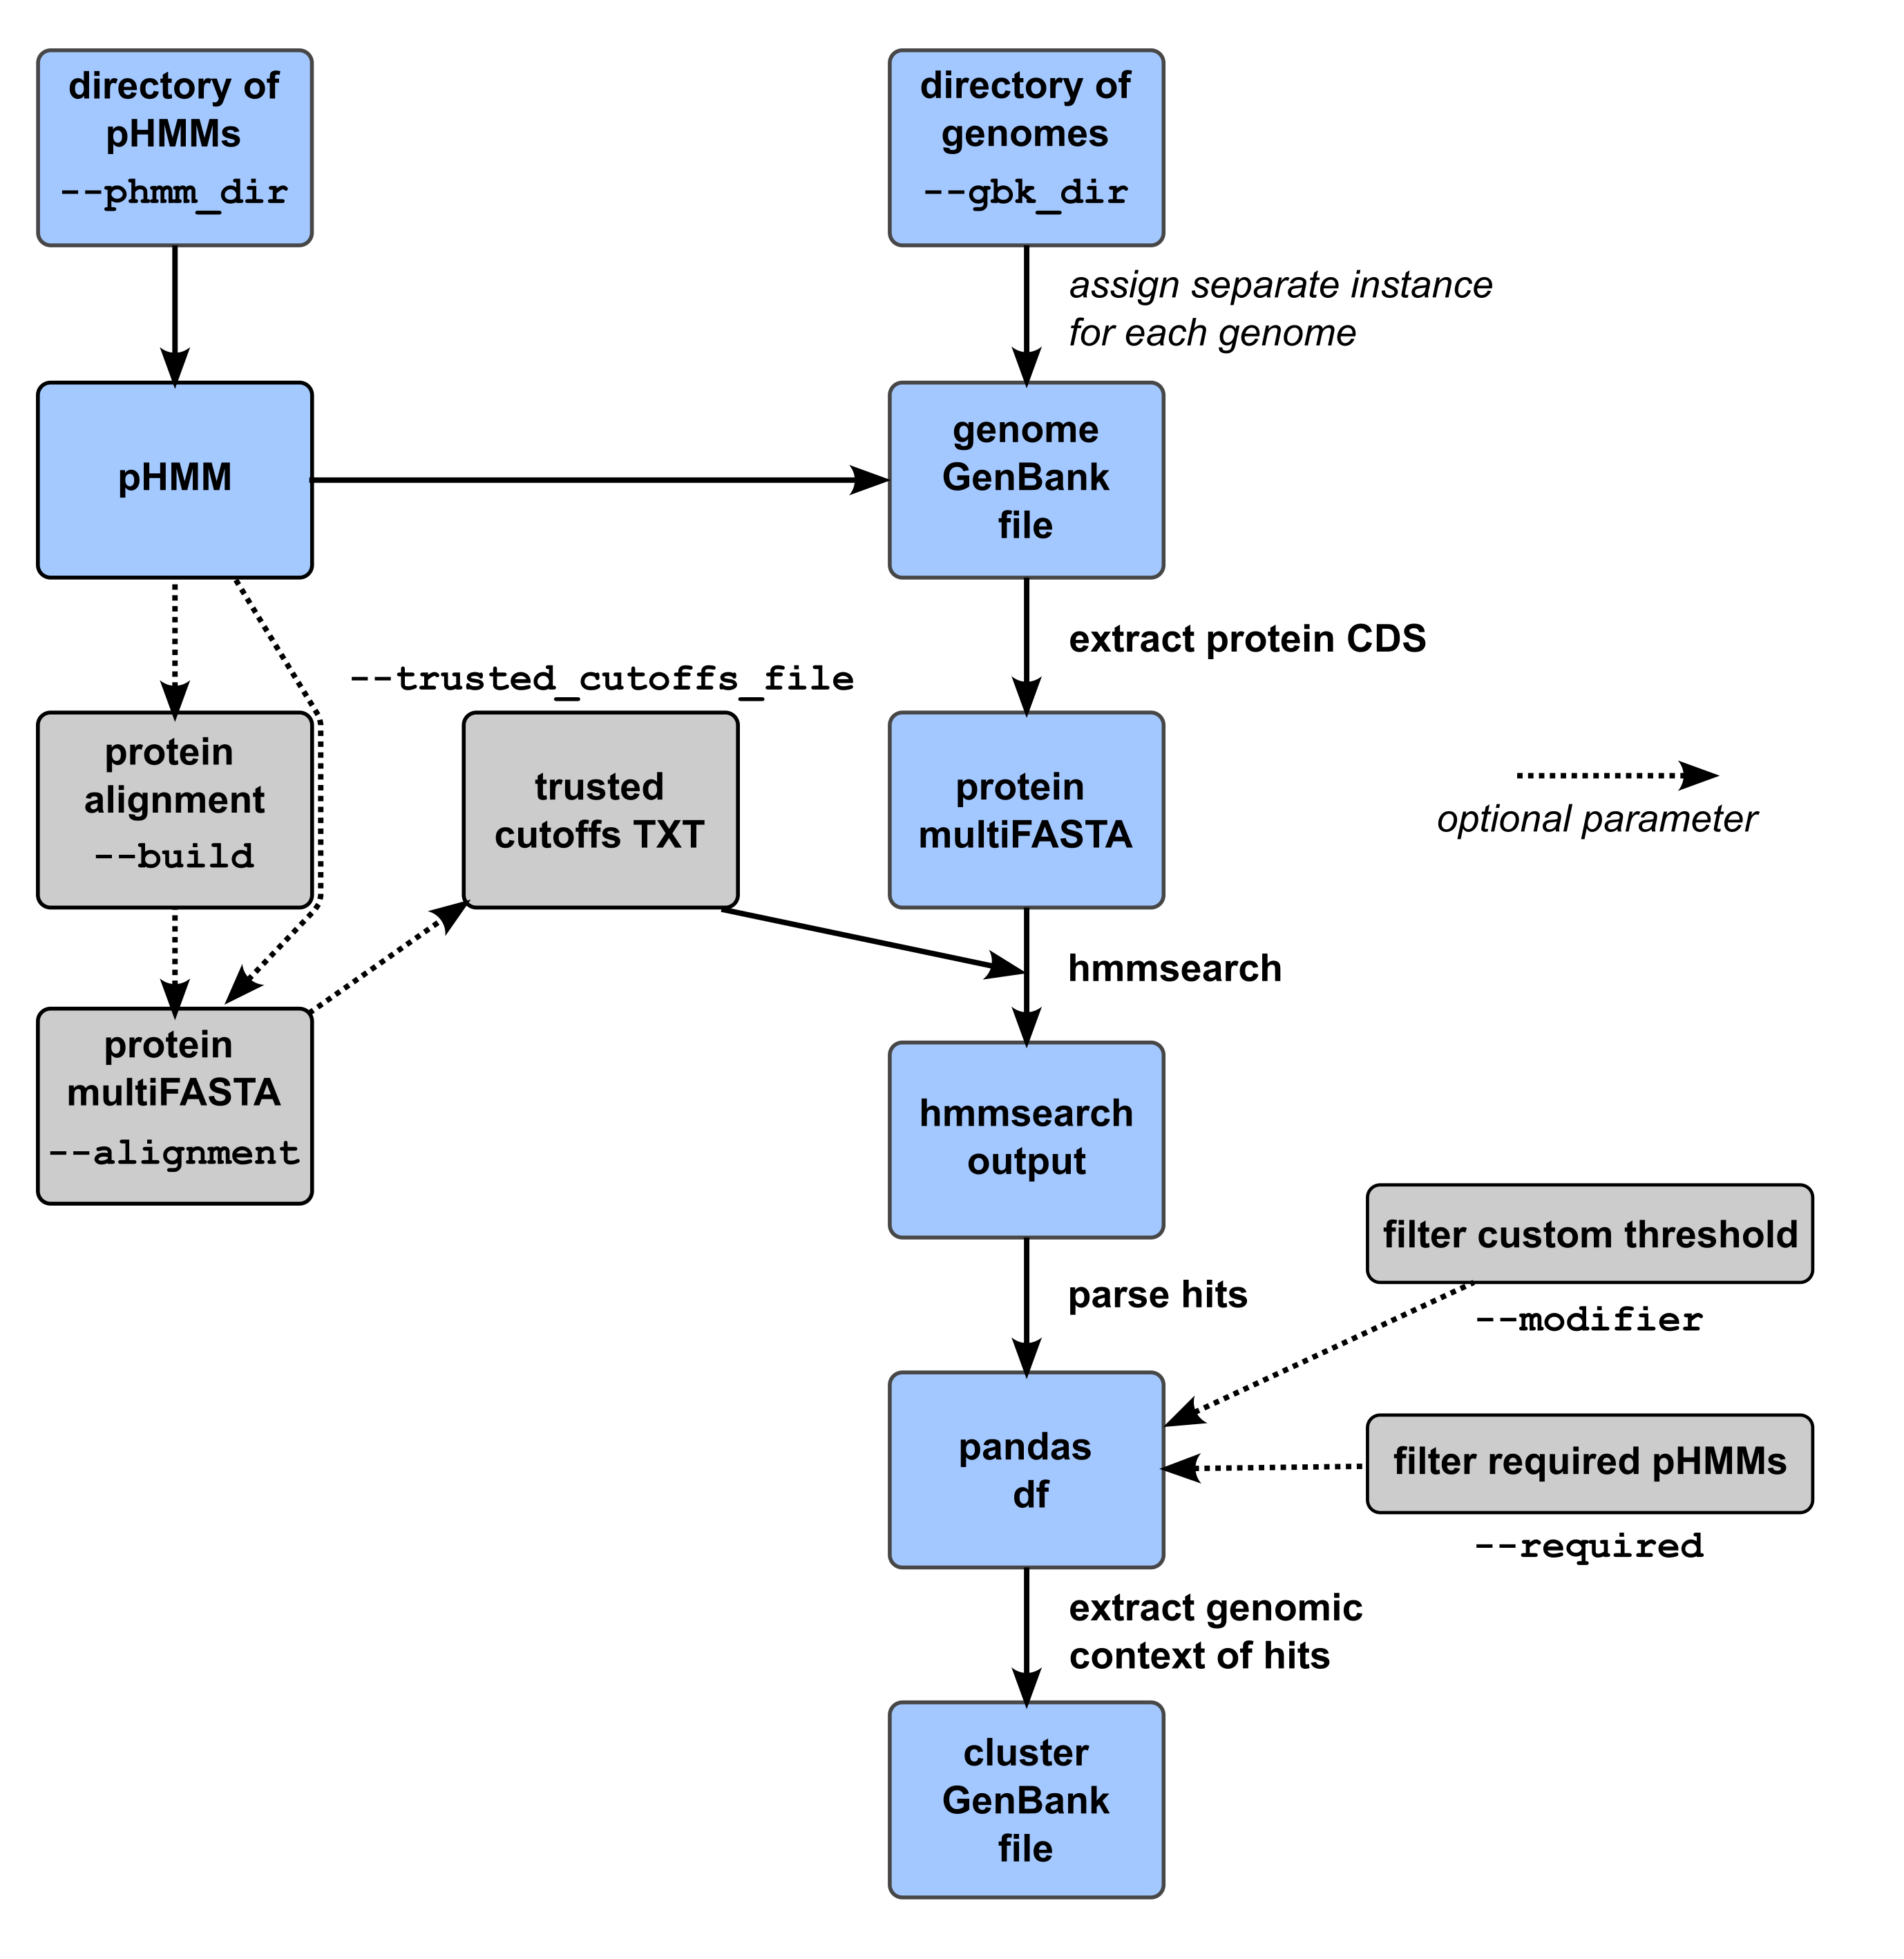 directory of
pHMMs
--phmm_dir
directory of
genomes
--gbk_dir
assign separate instance
for each genome
pHMM
genome
GenBank
file
extract protein CDS
--trusted_cutoffs_file
protein
alignment
--build
trusted
cutoffs TXT
protein
multiFASTA
optional parameter
hmmsearch
protein
multiFASTA
--alignment
hmmsearch
output
filter custom threshold
--modifier
parse hits
pandas
df
filter required pHMMs
--required
extract genomic
context of hits
cluster
GenBank
file